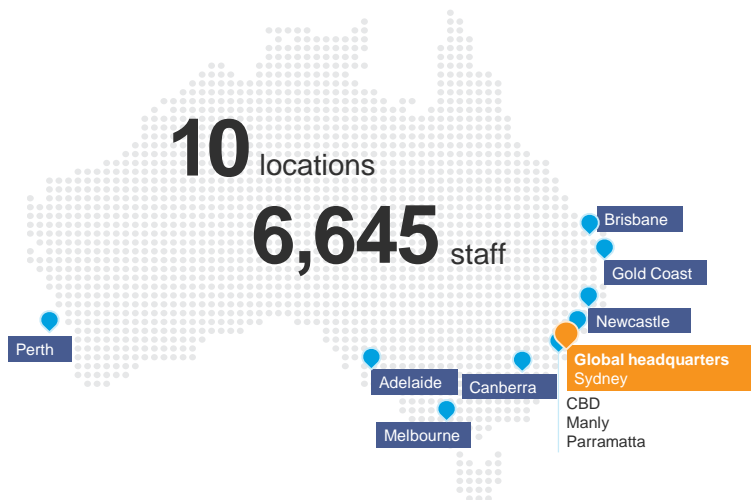 10 locations
6,645 staff
Brisbane
Gold Coast
Newcastle
Perth
Global headquarters
Sydney
Adelaide
Canberra
CBD
Manly
Parramatta
Melbourne